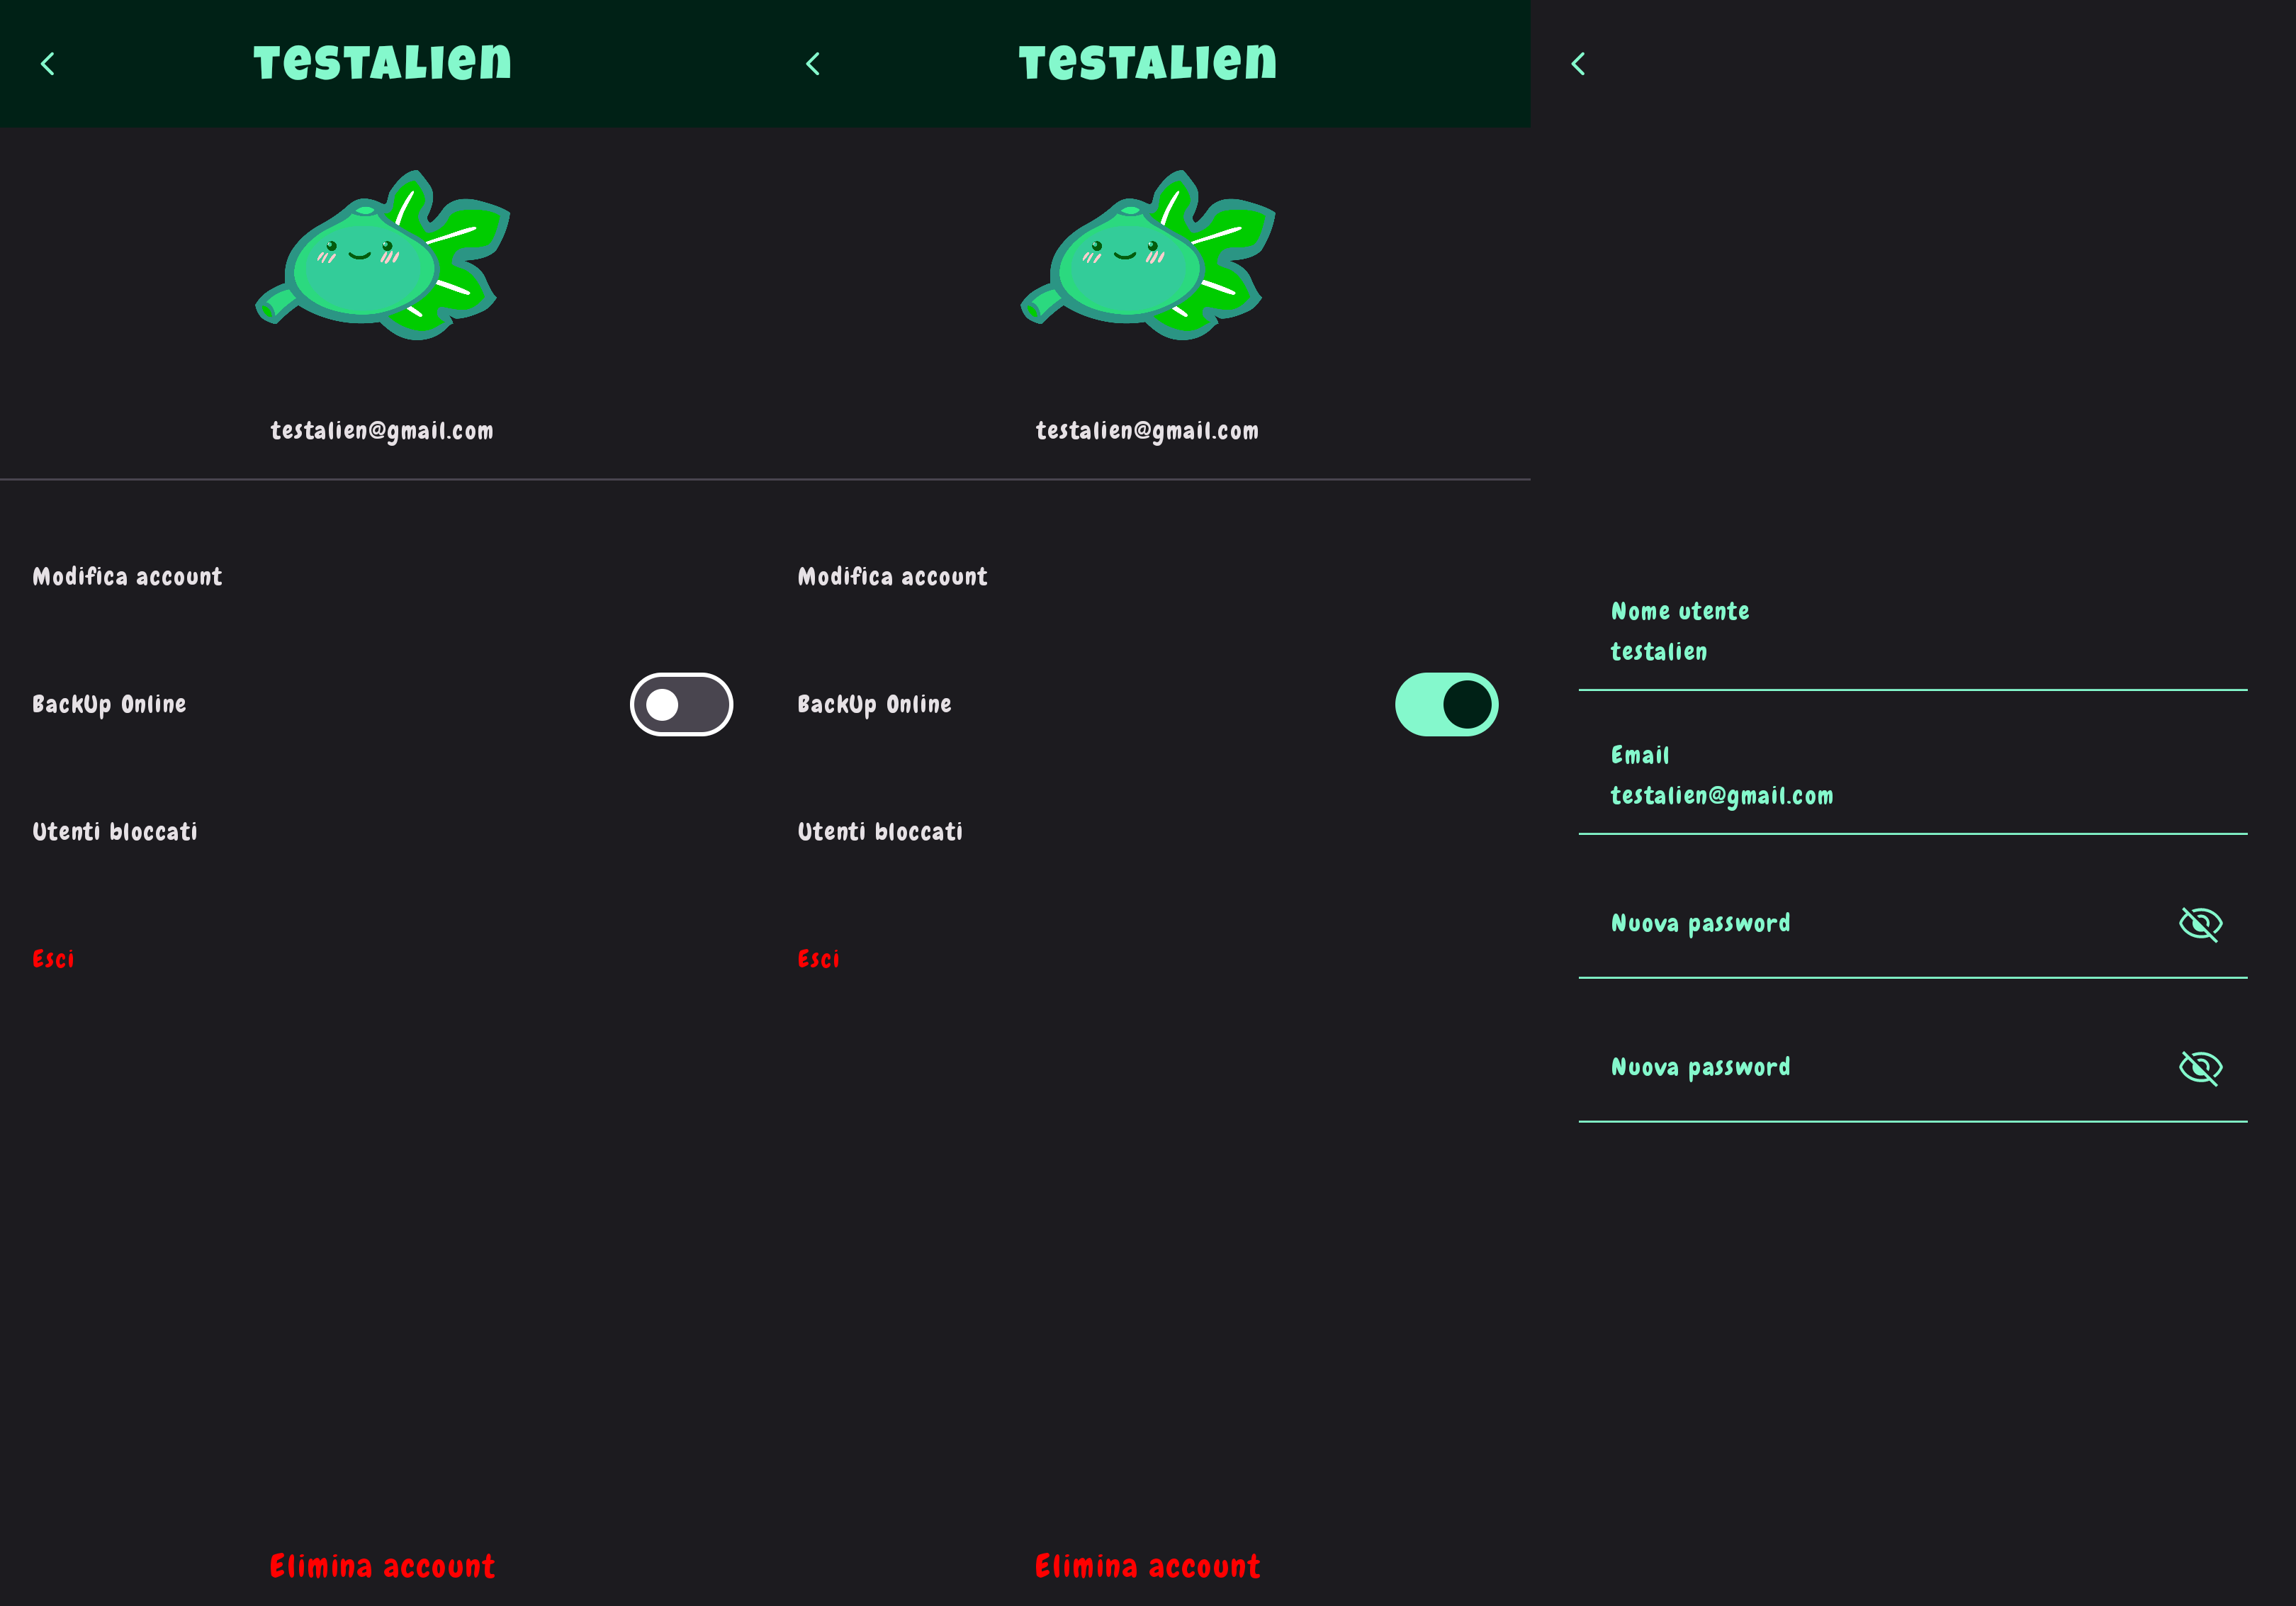 TesTALIen
testalien@gmail.com
Modifica account
BackUp Online
Utenti bloccati
Esci
Elimina account
TesTALIen
testalien@gmail.com
Modifica account
BackUp Online
Utenti bloccati
Esci
Elimina account
Nome utente
testalien
Email
testalien@gmail.com
Nuova password
Nuova password